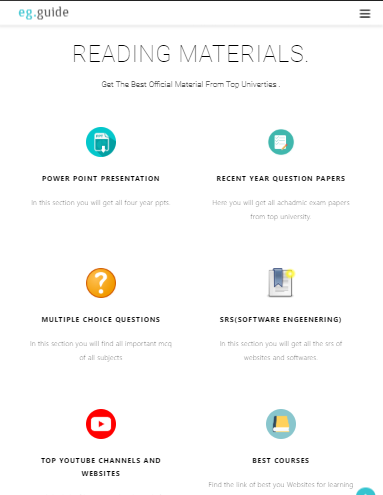 eg.guide
READING MATERIALS.
Get The Best Official Material From Top Univerties .
POWER POINT PRESENTATION
In this section you will get all four year ppts.
RECENT YEAR QUESTION PAPERS
Here you will get all achadmic exam papers
from top university.
MULTIPLE CHOICE QUESTIONS
In this section you will find all important mcq
of all subjects
SRS(SOFTWARE ENGEENERING)
In this section you will get all the srs of
websites and softwares
TOP YOUTUBE CHANNELS AND
WEBSITES
BEST COURSES
Find the link of best you Websites for learning